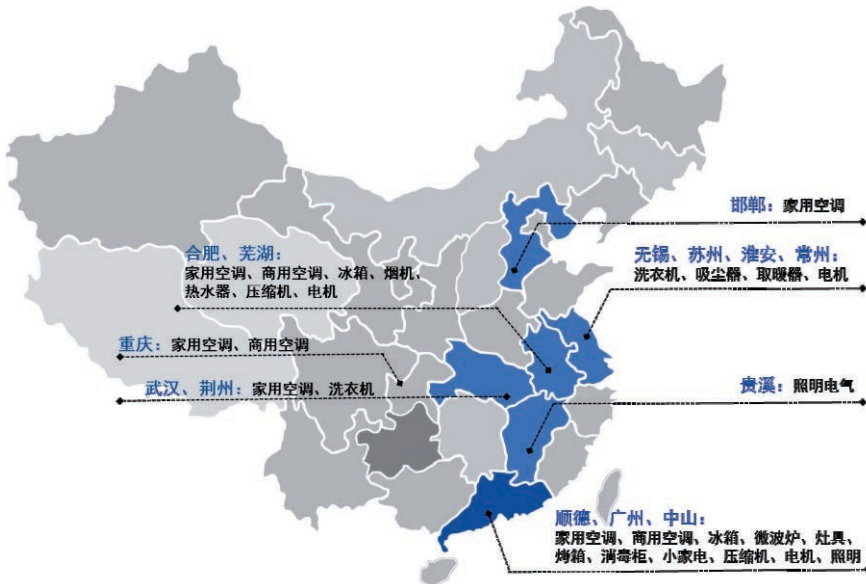 邯郸：家用空调
无锡、苏州、淮安、常州：
洗衣机、吸尘器、取暖器、电机
合肥、芜湖：
家用空调、商用空调、冰箱、烟机、
热水器、压缩机、电机
重庆：家用空调、商用空调
武汉、荆州：家用空调、洗衣机
贵溪：照明电气
顺德、广州、中山：
家用空调、商用空调、冰箱、微波炉、灶具、
烤箱、消毒柜、小家电、压缩机、电机、照明